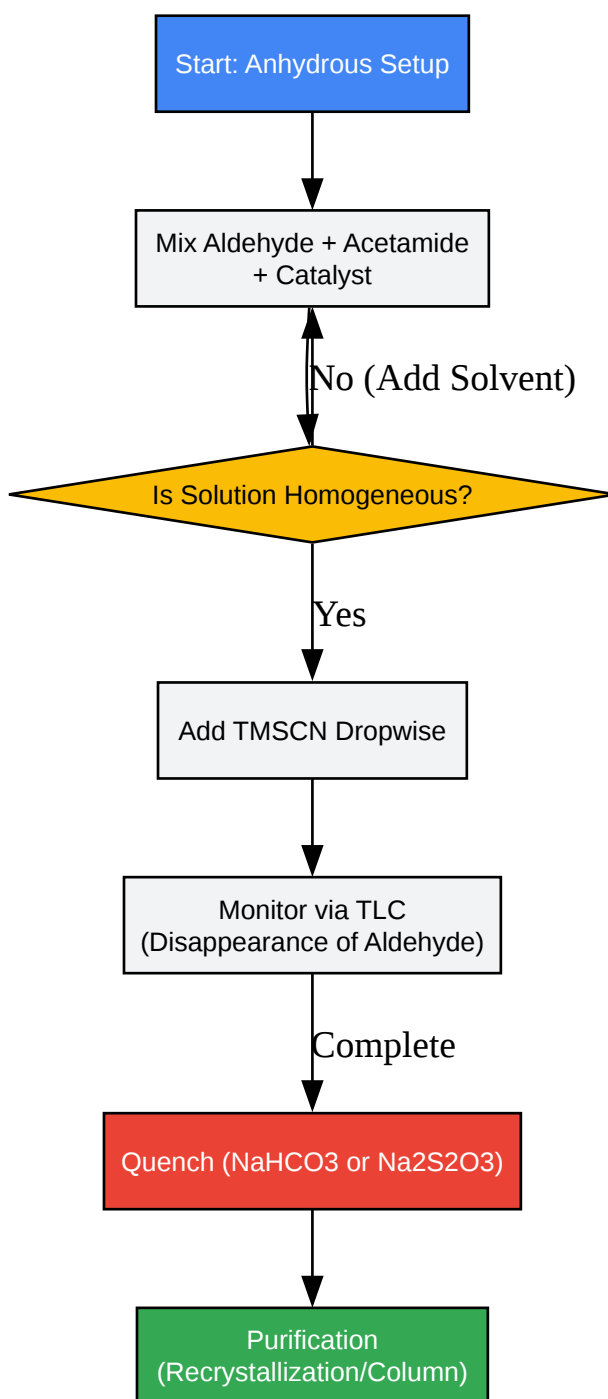 Start: Anhydrous Setup
Mix Aldehyde + Acetamide
+ Catalyst
No (Add Solvent)
Is Solution Homogeneous?
Yes
Add TMSCN Dropwise
Monitor via TLC
(Disappearance of Aldehyde)
Complete
Quench (NaHCO3 or Na2S2O3)
Purification
(Recrystallization/Column)